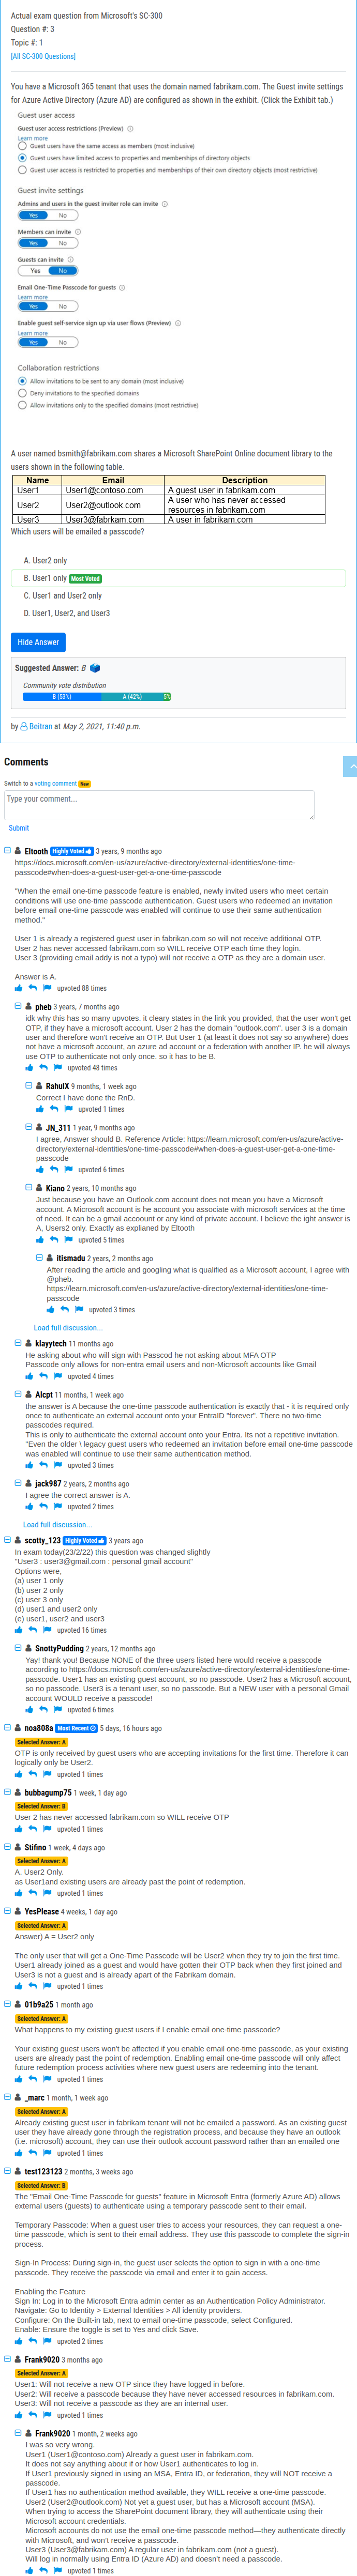 Actual exam question from Microsoft's SC-300
Question #: 3
Topic #: 1
[All SC-300 Questions]
You have a Microsoft 365 tenant that uses the domain named fabrikam.com. The Guest invite settings
for Azure Active Directory (Azure AD) are configured as shown in the exhibit. (Click the Exhibit tab.)
Guest user access
Guest user access restrictions (Preview)
Learn more
Guest users have the same access as members (most inclusive)
Guest users have limited access to properties and memberships of directory objects
Guest user access is restricted to properties and memberships of their own directory objects (most restrictive)
Guest invite settings
Admins and users in the guest inviter role can invite
Yes No
Members can invite
Yes No
Guests can invite
Yes No
Email One-Time Passcode for guests
Learn more
Yes No
Enable guest self-service sign up via user flows (Preview)
Learn more
Yes No
Collaboration restrictions
Allow invitations to be sent to any domain (most inclusive)
Deny invitations to the specified domains
Allow invitations only to the specified domains (most restrictive)
A user named bsmith@fabrikam.com shares a Microsoft SharePoint Online document library to the
users shown in the following table.
Name Email Description
User1 User1@contoso.com A guest user in fabrikam.com
User2 User2@outlook.com A user who has never accessed
resources in fabrikam.com
User3 User3@fabrkam.com A user in fabrikam.com
Which users will be emailed a passcode?
A. User2 only
B. User1 only Most Voted
C. User1 and User2 only
D. User1, User2, and User3
Hide Answer
Suggested Answer: B
Community vote distribution
B (53%) A (42%) 5%
by Beitran at May 2, 2021, 11:40 p.m.
Comments
Switch to a voting comment New
Type your comment...
Submit
Eltooth Highly Voted 3 years, 9 months ago
https://docs.microsoft.com/en-us/azure/active-directory/external-identities/one-time-
passcode#when-does-a-guest-user-get-a-one-time-passcode
"When the email one-time passcode feature is enabled, newly invited users who meet certain
conditions will use one-time passcode authentication. Guest users who redeemed an invitation
before email one-time passcode was enabled will continue to use their same authentication
method."
User 1 is already a registered guest user in fabrikan.com so will not receive additional OTP.
User 2 has never accessed fabrikam.com so WILL receive OTP each time they login.
User 3 (providing email addy is not a typo) will not receive a OTP as they are a domain user.
Answer is A.
upvoted 88 times
pheb 3 years, 7 months ago
idk why this has so many upvotes. it cleary states in the link you provided, that the user won't get
OTP, if they have a microsoft account. User 2 has the domain "outlook.com". user 3 is a domain
user and therefore won't receive an OTP. But User 1 (at least it does not say so anywhere) does
not have a microsoft account, an azure ad account or a federation with another IP. he will always
use OTP to authenticate not only once. so it has to be B.
upvoted 48 times
RahulX 9 months, 1 week ago
Correct I have done the RnD.
upvoted 1 times
JN_311 1 year, 9 months ago
I agree, Answer should B. Reference Article: https://learn.microsoft.com/en-us/azure/active-
directory/external-identities/one-time-passcode#when-does-a-guest-user-get-a-one-time-
passcode
upvoted 6 times
Kiano 2 years, 10 months ago
Just because you have an Outlook.com account does not mean you have a Microsoft
account. A Microsoft account is he account you associate with microsoft services at the time
of need. It can be a gmail account or any kind of private account. I believe the ight answer is
A, Users2 only. Exactly as explianed by Eltooth
upvoted 5 times
itismadu 2 years, 2 months ago
After reading the article and googling what is qualified as a Microsoft account, I agree with
@pheb.
https://learn.microsoft.com/en-us/azure/active-directory/external-identities/one-time-
passcode
upvoted 3 times
Load full discussion...
klayytech 11 months ago
He asking about who will sign with Passcod he not asking about MFA OTP
Passcode only allows for non-entra email users and non-Microsoft accounts like Gmail
upvoted 4 times
Alcpt 11 months, 1 week ago
the answer is A because the one-time passcode authentication is exactly that - it is required only
once to authenticate an external account onto your EntraID "forever". There no two-time
passcodes required.
This is only to authenticate the external account onto your Entra. Its not a repetitive invitation.
"Even the older \ legacy guest users who redeemed an invitation before email one-time passcode
was enabled will continue to use their same authentication method.
upvoted 3 times
jack987 2 years, 2 months ago
I agree the correct answer is A.
upvoted 2 times
Load full discussion...
scotty_123 Highly Voted 3 years ago
In exam today(23/2/22) this question was changed slightly
"User3 : user3@gmail.com : personal gmail account"
Options were,
(a) user 1 only
(b) user 2 only
(c) user 3 only
(d) user1 and user2 only
(e) user1, user2 and user3
upvoted 16 times
SnottyPudding 2 years, 12 months ago
Yay! thank you! Because NONE of the three users listed here would receive a passcode
according to https://docs.microsoft.com/en-us/azure/active-directory/external-identities/one-time-
passcode. User1 has an existing guest account, so no passcode. User2 has a Microsoft account,
so no passcode. User3 is a tenant user, so no passcode. But a NEW user with a personal Gmail
account WOULD receive a passcode!
upvoted 6 times
noa808a Most Recent 5 days, 16 hours ago
Selected Answer: A
OTP is only received by guest users who are accepting invitations for the first time. Therefore it can
logically only be User2.
upvoted 1 times
bubbagump75 1 week, 1 day ago
Selected Answer: B
User 2 has never accessed fabrikam.com so WILL receive OTP
upvoted 1 times
Stifino 1 week, 4 days ago
Selected Answer: A
A. User2 Only.
as User1and existing users are already past the point of redemption.
upvoted 1 times
YesPlease 4 weeks, 1 day ago
Selected Answer: A
Answer) A = User2 only
The only user that will get a One-Time Passcode will be User2 when they try to join the first time.
User1 already joined as a guest and would have gotten their OTP back when they first joined and
User3 is not a guest and is already apart of the Fabrikam domain.
upvoted 1 times
01b9a25 1 month ago
Selected Answer: A
What happens to my existing guest users if I enable email one-time passcode?
Your existing guest users won't be affected if you enable email one-time passcode, as your existing
users are already past the point of redemption. Enabling email one-time passcode will only affect
future redemption process activities where new guest users are redeeming into the tenant.
upvoted 1 times
_marc 1 month, 1 week ago
Selected Answer: A
Already existing guest user in fabrikam tenant will not be emailed a password. As an existing guest
user they have already gone through the registration process, and because they have an outlook
(i.e. microsoft) account, they can use their outlook account password rather than an emailed one
upvoted 1 times
test123123 2 months, 3 weeks ago
Selected Answer: B
The "Email One-Time Passcode for guests" feature in Microsoft Entra (formerly Azure AD) allows
external users (guests) to authenticate using a temporary passcode sent to their email.
Temporary Passcode: When a guest user tries to access your resources, they can request a one-
time passcode, which is sent to their email address. They use this passcode to complete the sign-in
process.
Sign-In Process: During sign-in, the guest user selects the option to sign in with a one-time
passcode. They receive the passcode via email and enter it to gain access.
Enabling the Feature
Sign In: Log in to the Microsoft Entra admin center as an Authentication Policy Administrator.
Navigate: Go to Identity > External Identities > All identity providers.
Configure: On the Built-in tab, next to email one-time passcode, select Configured.
Enable: Ensure the toggle is set to Yes and click Save.
upvoted 2 times
Frank9020 3 months ago
Selected Answer: A
User1: Will not receive a new OTP since they have logged in before.
User2: Will receive a passcode because they have never accessed resources in fabrikam.com.
User3: Will not receive a passcode as they are an internal user.
upvoted 1 times
Frank9020 1 month, 2 weeks ago
I was so very wrong.
User1 (User1@contoso.com) Already a guest user in fabrikam.com.
It does not say anything about if or how User1 authenticates to log in.
If User1 previously signed in using an MSA, Entra ID, or federation, they will NOT receive a
passcode.
If User1 has no authentication method available, they WILL receive a one-time passcode.
User2 (User2@outlook.com) Not yet a guest user, but has a Microsoft account (MSA).
When trying to access the SharePoint document library, they will authenticate using their
Microsoft account credentials.
Microsoft accounts do not use the email one-time passcode method—they authenticate directly
with Microsoft, and won't receive a passcode.
User3 (User3@fabrikam.com) A regular user in fabrikam.com (not a guest).
Will log in normally using Entra ID (Azure AD) and doesn't need a passcode.
upvoted 1 times